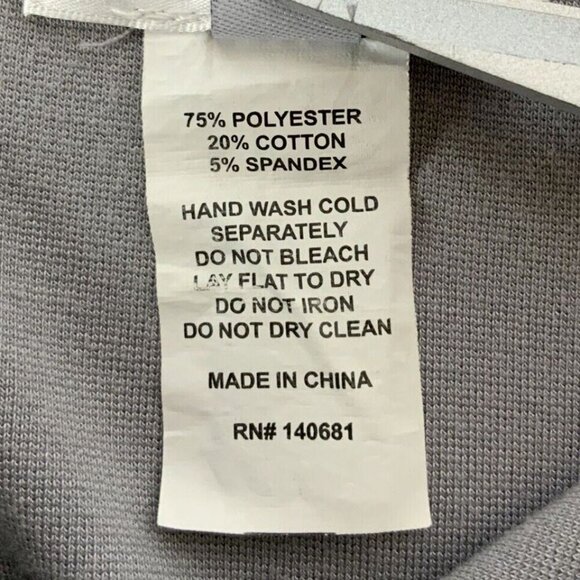 75% POLYESTER
20% COTTON
5% SPANDEX
HAND WASH COLD
SEPARATELY
DO NOT BLEACH
LAY FLAT TO DRY
DO NOT IRON
DO NOT DRY CLEAN
MADE IN CHINA
RN# 140681